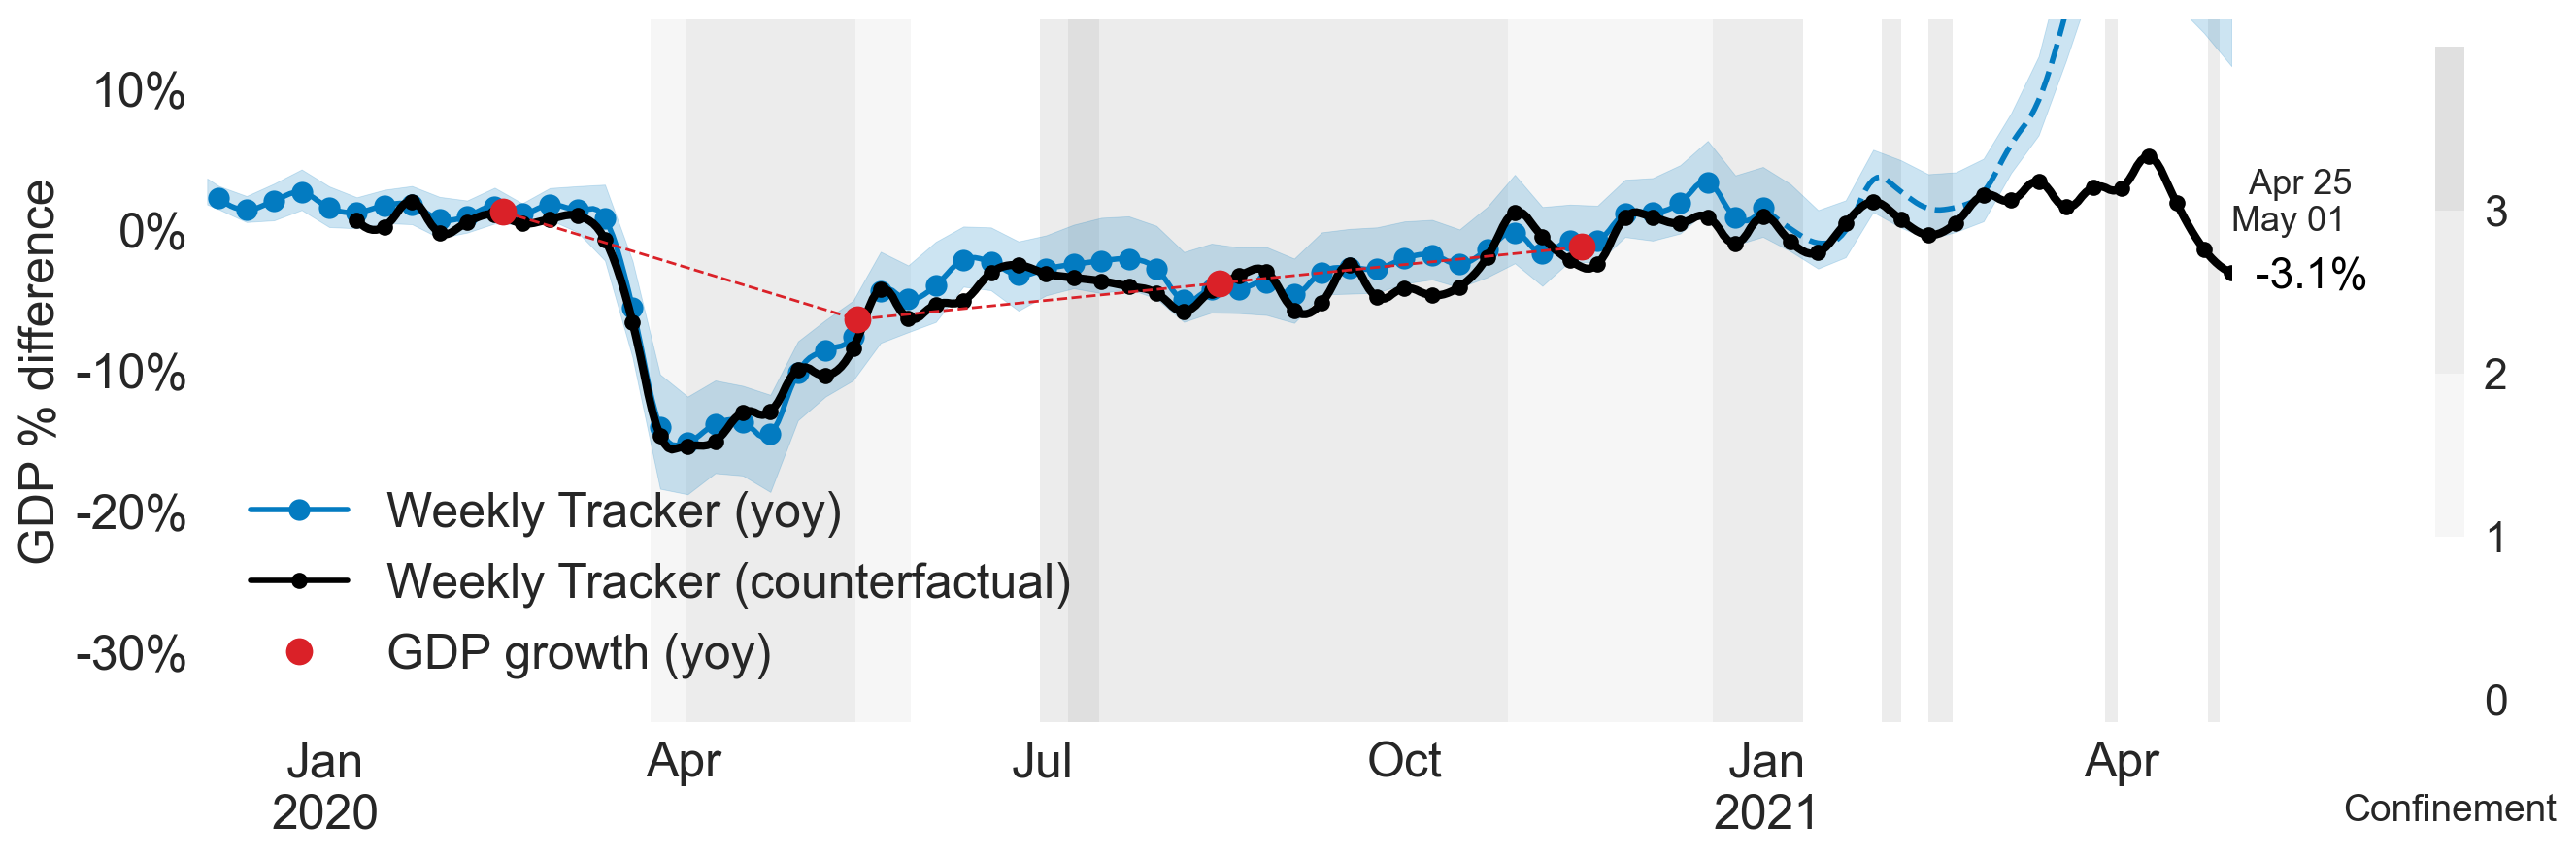 GDP % difference
10%
0%
-10%
-20%
-30%
Weekly Tracker (yoy)
Weekly Tracker (counterfactual)
GDP growth (yoy)
Apr 25
May 01
-3.1%
3
2
1
0
Jan
2020
Apr
Jul
Oct
Jan
2021
Apr
Confinement